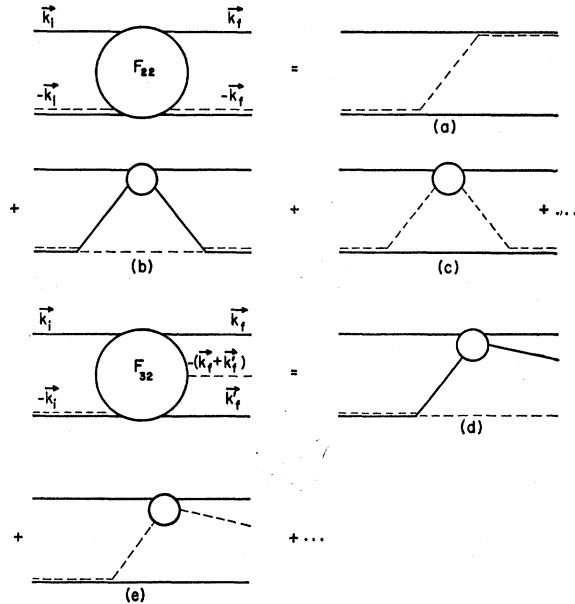 k⃗i k⃗f
F22
-k⃗i -k⃗f
=
(a)
+
(b)
+
(c)
+ ....
k⃗i k⃗f
F32
-(k⃗f+k⃗'f)
-k⃗i k⃗'f
=
(d)
+
(e)
+ ...